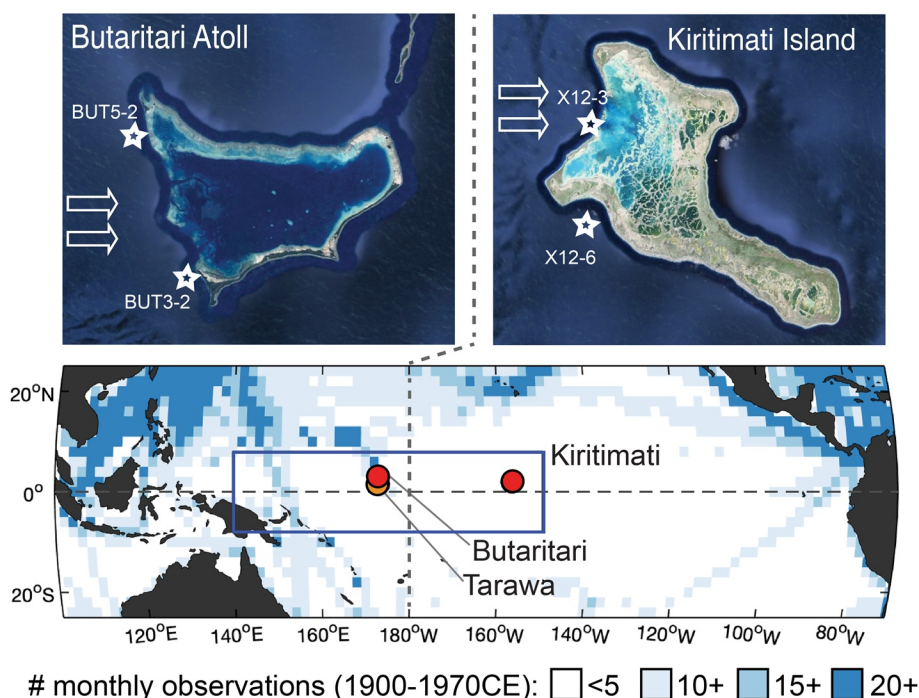 Butaritari Atoll
Kiritimati Island
BUT5-2
X12-3
BUT3-2
X12-6
20°N
0°
20°S
Kiritimati
Butaritari
Tarawa
120°E 140°E 160°E 180°W 160°W 140°W 120°W 100°W 80°W
# monthly observations (1900-1970CE): <5 10+ 15+ 20+